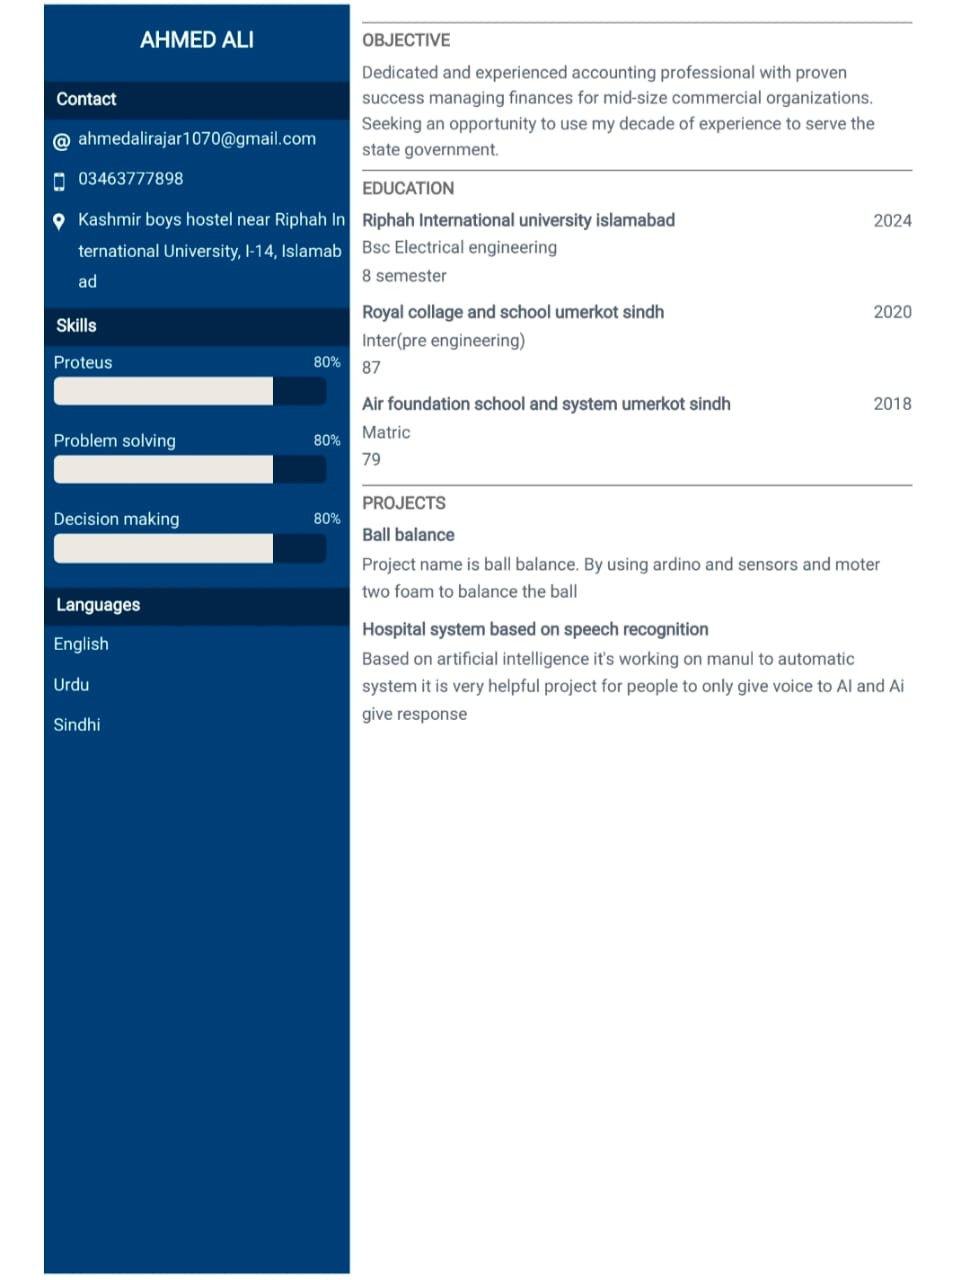 AHMED ALI
Contact
@ ahmedalirajar1070@gmail.com
03463777898
Kashmir boys hostel near Riphah In
ternational University, I-14, Islamab
ad
Skills
Proteus 80%
Problem solving 80%
Decision making 80%
Languages
English
Urdu
Sindhi
OBJECTIVE
Dedicated and experienced accounting professional with proven
success managing finances for mid-size commercial organizations.
Seeking an opportunity to use my decade of experience to serve the
state government.
EDUCATION
Riphah International university islamabad 2024
Bsc Electrical engineering
8 semester
Royal collage and school umerkot sindh 2020
Inter(pre engineering)
87
Air foundation school and system umerkot sindh 2018
Matric
79
PROJECTS
Ball balance
Project name is ball balance. By using ardino and sensors and moter
two foam to balance the ball
Hospital system based on speech recognition
Based on artificial intelligence it's working on manul to automatic
system it is very helpful project for people to only give voice to AI and Ai
give response